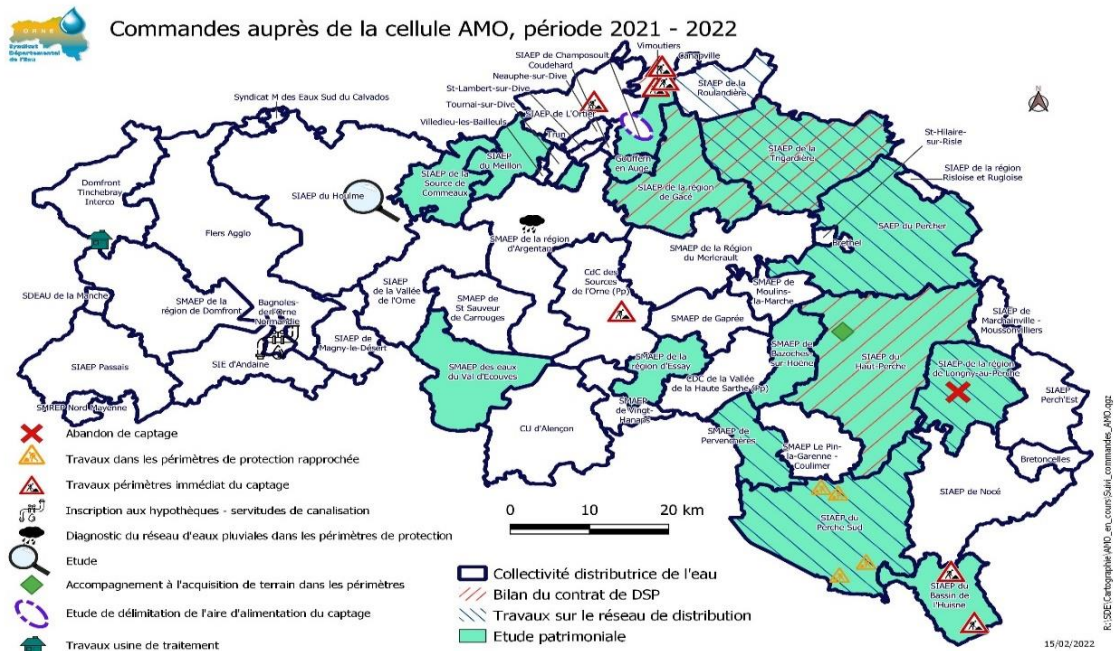 Commandes auprès de la cellule AMO, période 2021 - 2022
ORNE
Syndicat
Départemental
de l'Eau
Vimoutiers
Canapville
SIAEP de Champosoult
Coudehard
Neauphe-sur-Dive
St-Lambert-sur-Dive
Tournai-sur-Dive
Villedieu-les-Bailleuls
SIAEP de L'Ortier
Trun
SIAEP de la
Roulandière
Syndicat M des Eaux Sud du Calvados
St-Hilaire
-sur-Risle
SIAEP de la région
Risloise et Rugloise
SIAEP de la
Trigardière
Gouffern
en Auge
SIAEP
du Meillon
SIAEP de la
Source de
Commeaux
SIAEP de la région
de Gacé
Domfront
Tinchebray
Interco
SIAEP du Houlme
SAEP du Percher
Brethel
Flers Agglo
SMAEP de la région
d'Argentan
SMAEP de la Région
du Merlerault
CdC des
Sources
de l'Orne (Pp)
SIAEP
de la Vallée
de l'Orne
SMAEP de
Moulins-
la-Marche
SDEAU de la Manche
SMAEP de la
région de Domfront
Bagnoles-
de-l'Orne
Normandie
SMAEP de
St Sauveur
de Carrouges
SMAEP de Gaprée
SIAEP de
Marchainville -
Moussonvilliers
SIAEP de
Magny-le-Désert
SIAEP Passais
SIE d'Andaine
SMAEP des eaux
du Val d'Ecouves
SMAEP de la
région d'Essay
SMAEP de
Bazoches
-sur-Hoëne
SIAEP du
Haut-Perche
SIAEP de la région
de Longny-au-Perche
CDC de la Vallée
de la Haute Sarthe (Pp)
SIAEP
Perch'Est
SMREP Nord Mayenne
SMAEP
de Vingt-
Hanaps
CU d'Alençon
SMAEP de
Pervenchères
SMAEP Le Pin-
la-Garenne -
Coulimer
Bretoncelles
SIAEP de Nocé
SIAEP du
Perche Sud
SIAEP du
Bassin de
l'Huisne
Abandon de captage
Travaux dans les périmètres de protection rapprochée
Travaux périmètres immédiat du captage
Inscription aux hypothèques - servitudes de canalisation
Diagnostic du réseau d'eaux pluviales dans les périmètres de protection
Etude
Accompagnement à l'acquisition de terrain dans les périmètres
Etude de délimitation de l'aire d'alimentation du captage
Travaux usine de traitement
0 10 20 km
Collectivité distributrice de l'eau
Bilan du contrat de DSP
Travaux sur le réseau de distribution
Etude patrimoniale
15/02/2022
R:\SDE\Cartographie\AMO_en_cours\Suivi_commandes_AMO.qgz